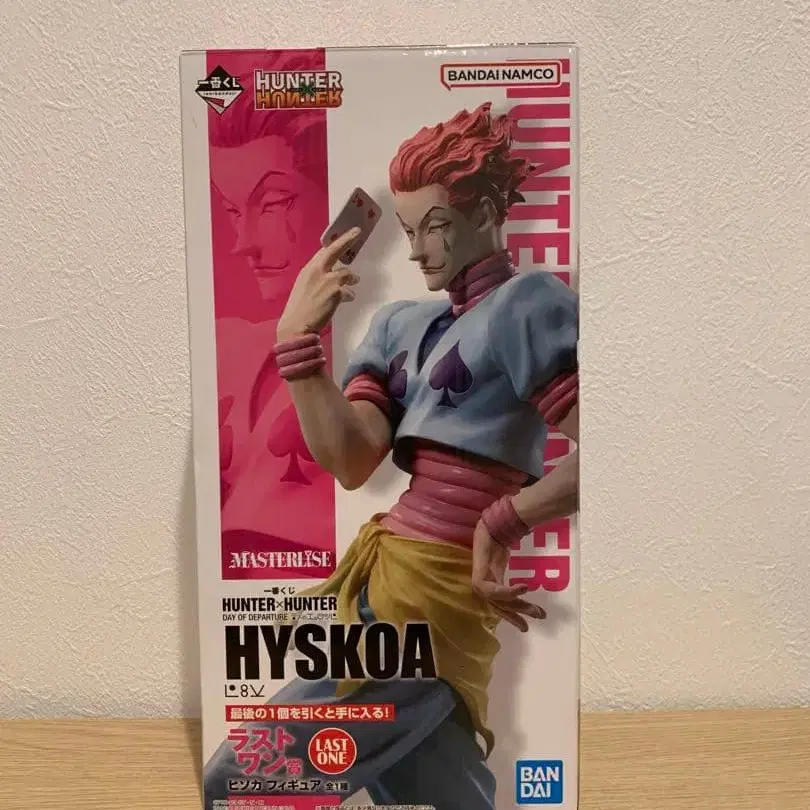 一番くじ
HUNTER×HUNTER
BANDAI NAMCO
HUNTER×HUNTER
MASTERLISE
一番くじ
HUNTER×HUNTER
DAY OF DEPARTURE
HYSKOA
最後の1個を引くと手に入る!
ラスト
ワン賞
LAST
ONE
ヒソカ フィギュア 全1種
BAN
DAI